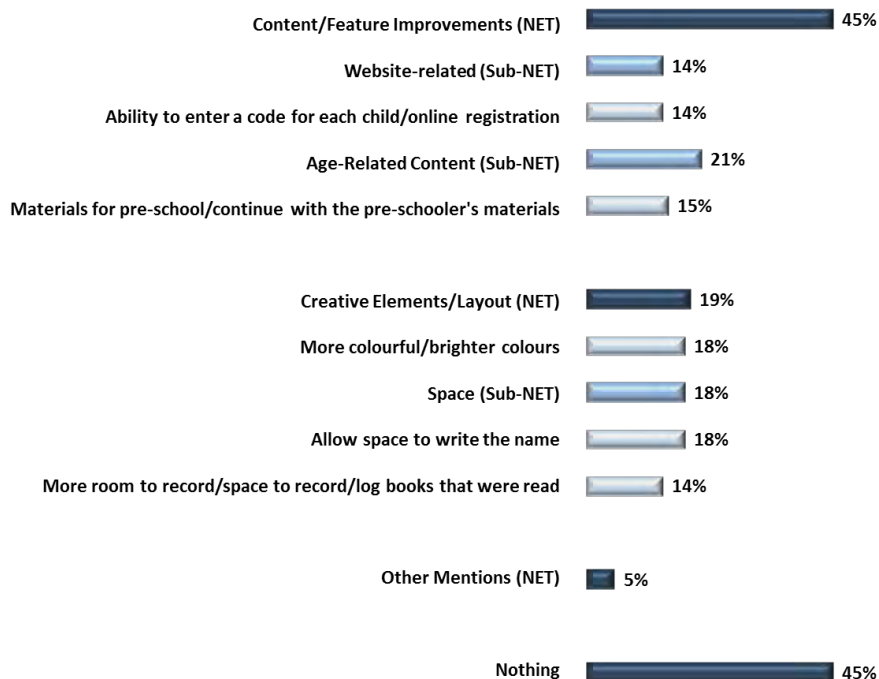 Content/Feature Improvements (NET) 45%
Website-related (Sub-NET) 14%
Ability to enter a code for each child/online registration 14%
Age-Related Content (Sub-NET) 21%
Materials for pre-school/continue with the pre-schooler's materials 15%
Creative Elements/Layout (NET) 19%
More colourful/brighter colours 18%
Space (Sub-NET) 18%
Allow space to write the name 18%
More room to record/space to record/log books that were read 14%
Other Mentions (NET) 5%
Nothing 45%